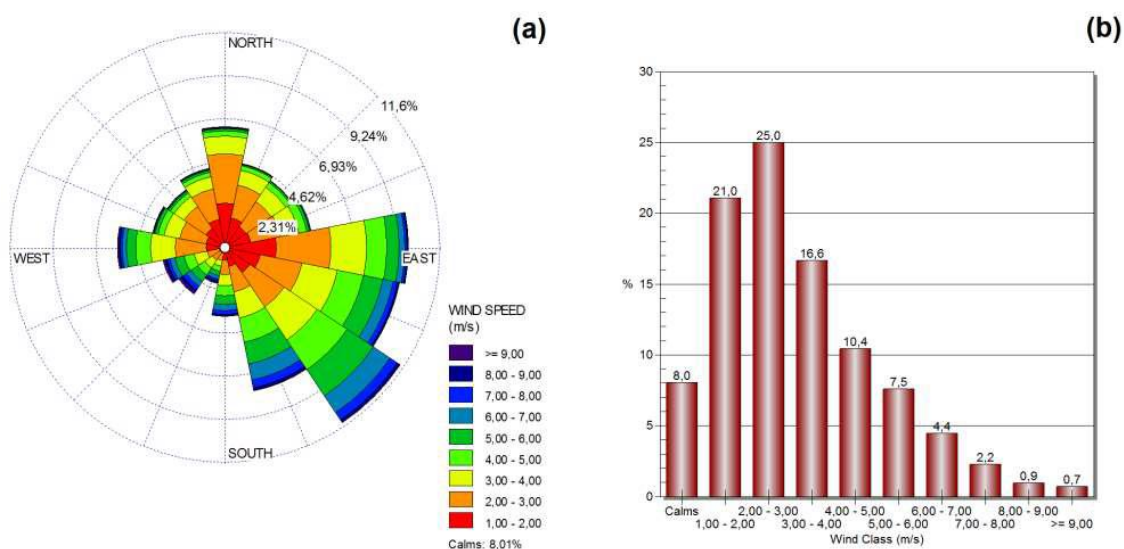 (a)
NORTH
11,6%
9,24%
6,93%
4,62%
2,31%
WEST
EAST
SOUTH
WIND SPEED
(m/s)
>= 9,00
8,00 - 9,00
7,00 - 8,00
6,00 - 7,00
5,00 - 6,00
4,00 - 5,00
3,00 - 4,00
2,00 - 3,00
1,00 - 2,00
Calms: 8,01%
(b)
30
25
20
15
10
5
0
%
8,0
21,0
25,0
16,6
10,4
7,5
4,4
2,2
0,9
0,7
Calms
1,00 - 2,00
2,00 - 3,00
3,00 - 4,00
4,00 - 5,00
5,00 - 6,00
6,00 - 7,00
7,00 - 8,00
8,00 - 9,00
>= 9,00
Wind Class (m/s)